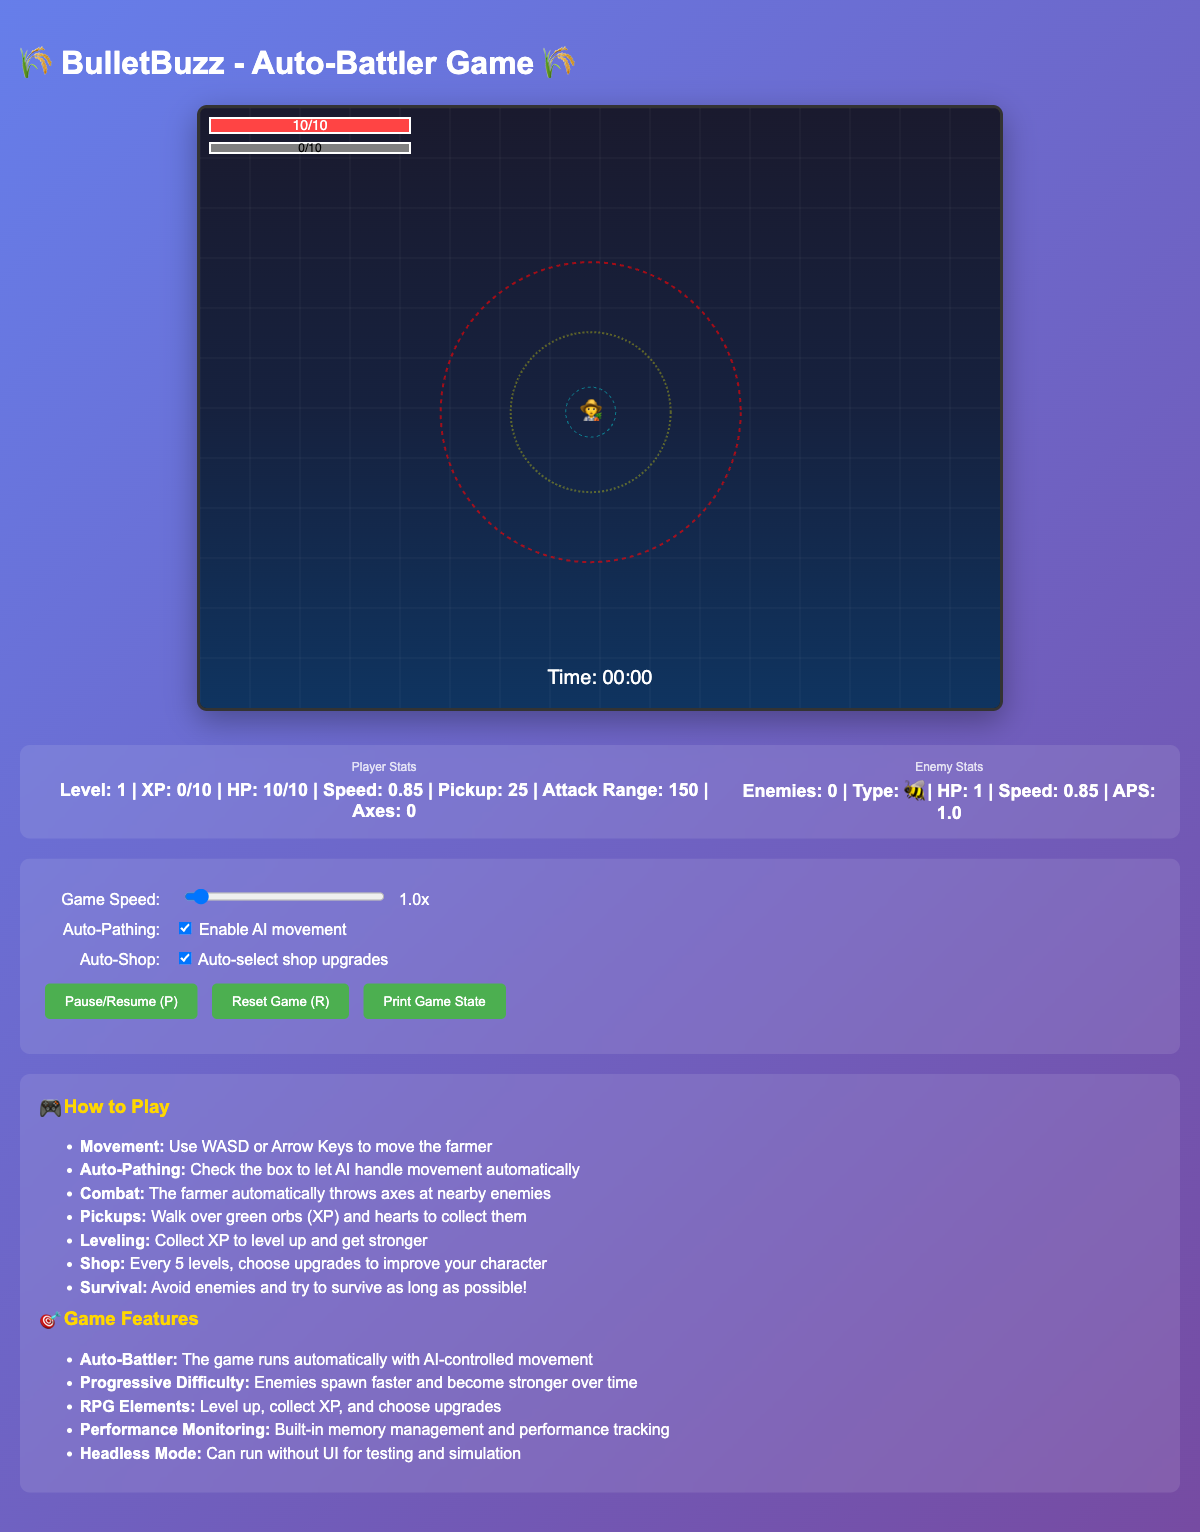 🌾 BulletBuzz - Auto-Battler Game 🌾
10/10
0/10
Time: 00:00
Player Stats
Level: 1 | XP: 0/10 | HP: 10/10 | Speed: 0.85 | Pickup: 25 | Attack Range: 150 |
Axes: 0
Enemy Stats
Enemies: 0 | Type: 🐝 | HP: 1 | Speed: 0.85 | APS:
1.0
Game Speed: 1.0x
Auto-Pathing: Enable AI movement
Auto-Shop: Auto-select shop upgrades
Pause/Resume (P) Reset Game (R) Print Game State
🎮 How to Play
• Movement: Use WASD or Arrow Keys to move the farmer
• Auto-Pathing: Check the box to let AI handle movement automatically
• Combat: The farmer automatically throws axes at nearby enemies
• Pickups: Walk over green orbs (XP) and hearts to collect them
• Leveling: Collect XP to level up and get stronger
• Shop: Every 5 levels, choose upgrades to improve your character
• Survival: Avoid enemies and try to survive as long as possible!
🎯 Game Features
• Auto-Battler: The game runs automatically with AI-controlled movement
• Progressive Difficulty: Enemies spawn faster and become stronger over time
• RPG Elements: Level up, collect XP, and choose upgrades
• Performance Monitoring: Built-in memory management and performance tracking
• Headless Mode: Can run without UI for testing and simulation